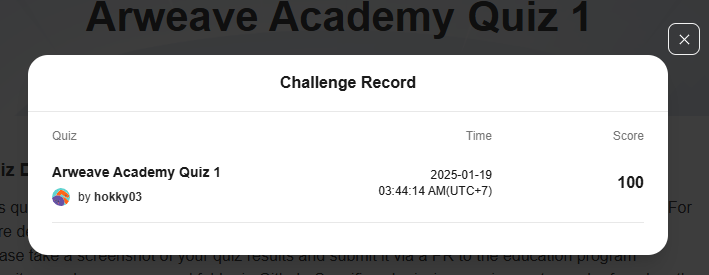 Arweave Academy Quiz 1
Challenge Record
Quiz Time Score
Arweave Academy Quiz 1
by hokky03
2025-01-19
03:44:14 AM(UTC+7)
100
iz D
s qu
For
re de
ase take a screenshot of your quiz results and submit it via a PR to the education program